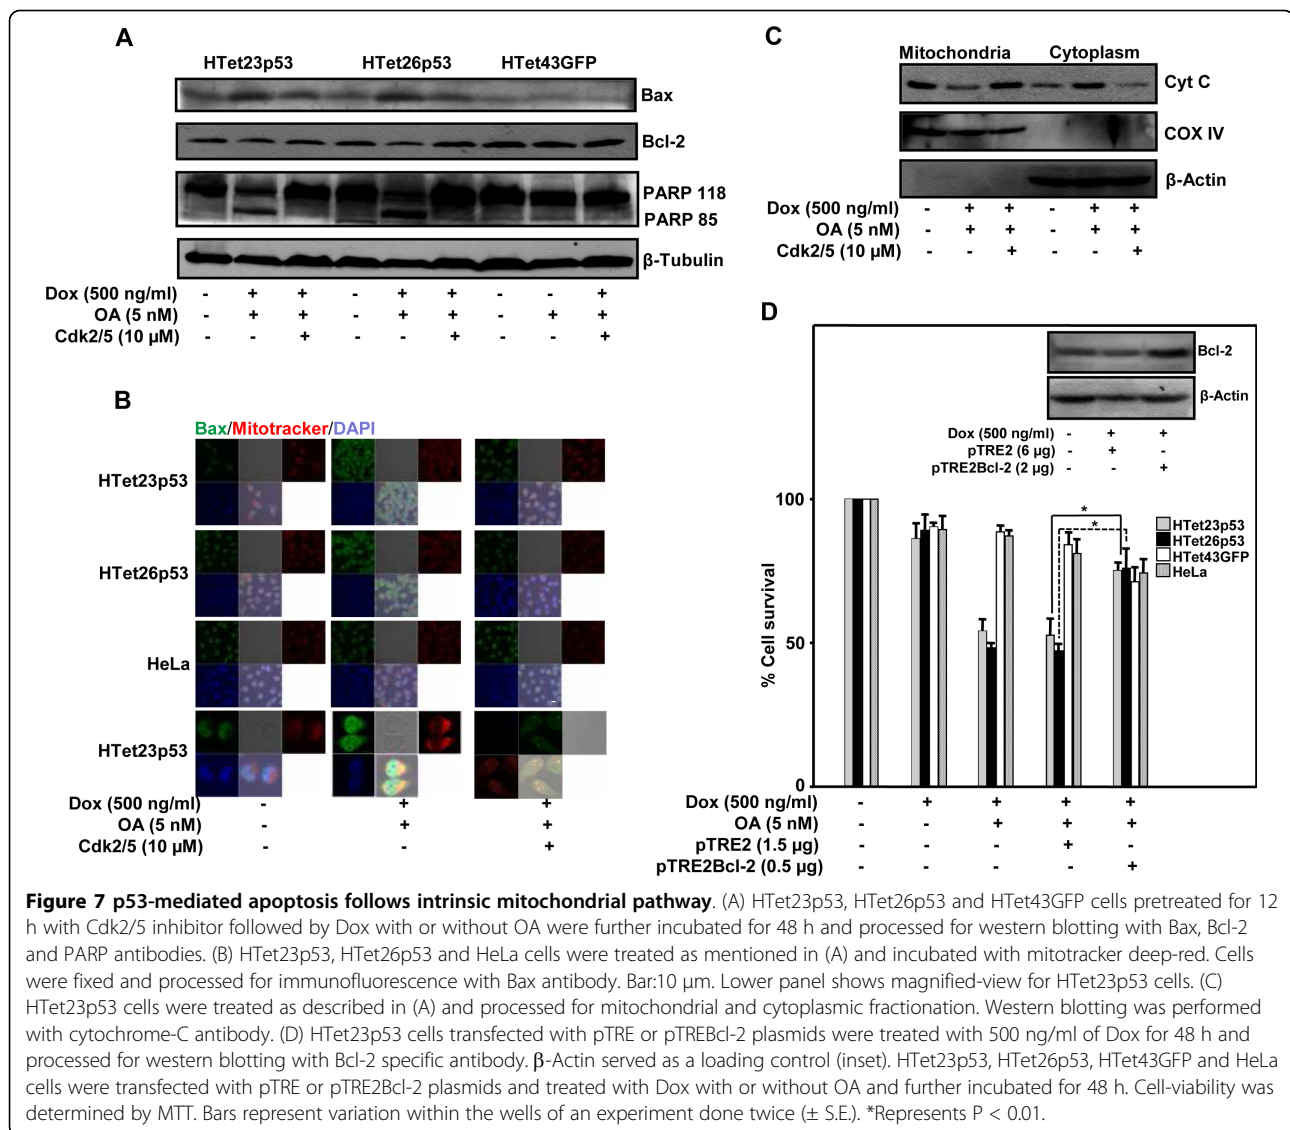 A
HTet23p53 HTet26p53 HTet43GFP
Bax
Bcl-2
PARP 118
PARP 85
β-Tubulin
Dox (500 ng/ml) - + + - + + - - +
OA (5 nM) - + + - + + - + +
Cdk2/5 (10 µM) - - + - - + - - +
B
Bax/Mitotracker/DAPI
HTet23p53
HTet26p53
HeLa
HTet23p53
Dox (500 ng/ml) - + +
OA (5 nM) - + +
Cdk2/5 (10 µM) - - +
C
Mitochondria Cytoplasm
Cyt C
COX IV
β-Actin
Dox (500 ng/ml) - + + - + +
OA (5 nM) - + + - + +
Cdk2/5 (10 µM) - - + - - +
D
Bcl-2
β-Actin
Dox (500 ng/ml) - + +
pTRE2 (6 µg) - + -
pTRE2Bcl-2 (2 µg) - - +
% Cell survival
100
50
0
* 
*
HTet23p53
HTet26p53
HTet43GFP
HeLa
Dox (500 ng/ml) - + + + +
OA (5 nM) - - + + +
pTRE2 (1.5 µg) - - - + -
pTRE2Bcl-2 (0.5 µg) - - - - +
Figure 7 p53-mediated apoptosis follows intrinsic mitochondrial pathway. (A) HTet23p53, HTet26p53 and HTet43GFP cells pretreated for 12
h with Cdk2/5 inhibitor followed by Dox with or without OA were further incubated for 48 h and processed for western blotting with Bax, Bcl-2
and PARP antibodies. (B) HTet23p53, HTet26p53 and HeLa cells were treated as mentioned in (A) and incubated with mitotracker deep-red. Cells
were fixed and processed for immunofluorescence with Bax antibody. Bar:10 μm. Lower panel shows magnified-view for HTet23p53 cells. (C)
HTet23p53 cells were treated as described in (A) and processed for mitochondrial and cytoplasmic fractionation. Western blotting was performed
with cytochrome-C antibody. (D) HTet23p53 cells transfected with pTRE or pTREBcl-2 plasmids were treated with 500 ng/ml of Dox for 48 h and
processed for western blotting with Bcl-2 specific antibody. β-Actin served as a loading control (inset). HTet23p53, HTet26p53, HTet43GFP and HeLa
cells were transfected with pTRE or pTRE2Bcl-2 plasmids and treated with Dox with or without OA and further incubated for 48 h. Cell-viability was
determined by MTT. Bars represent variation within the wells of an experiment done twice (± S.E.). *Represents P < 0.01.